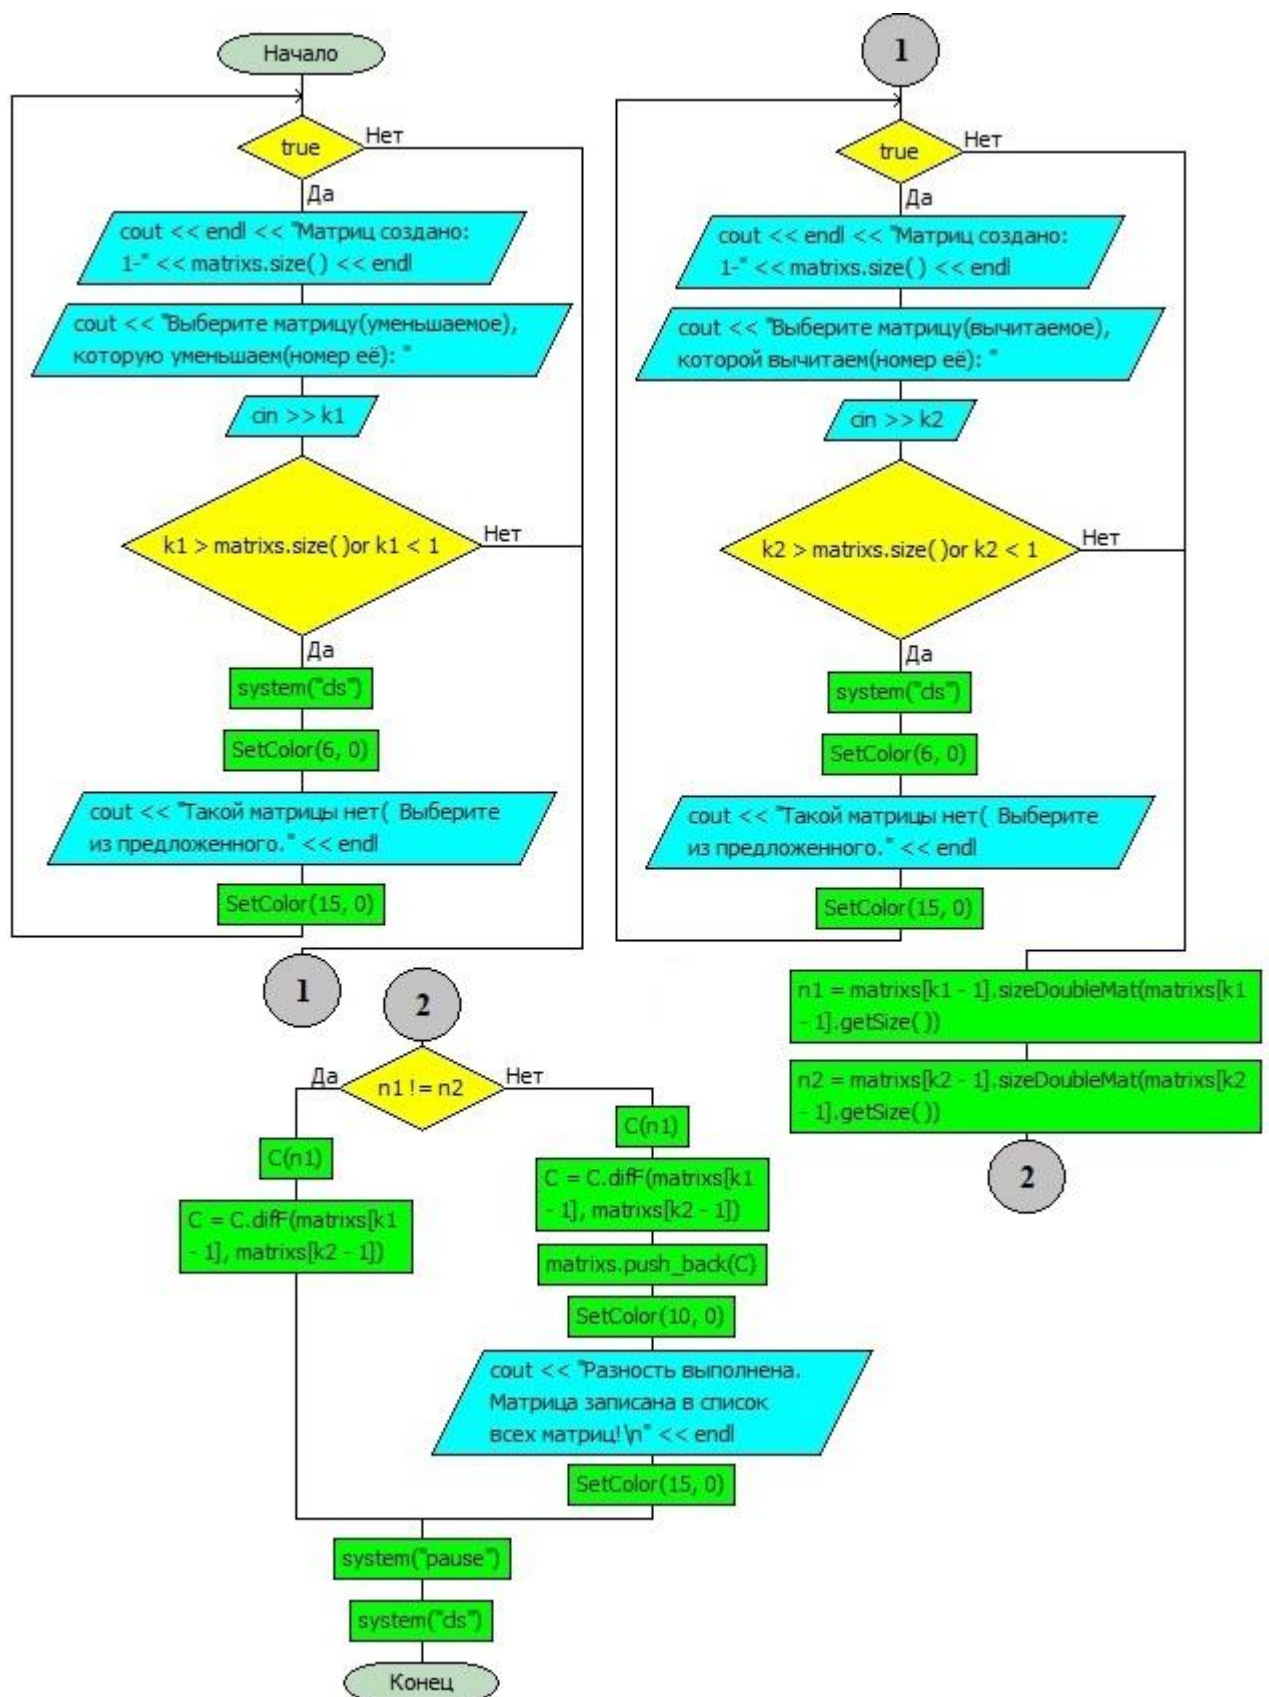 Начало
true
Нет
Да
cout << endl << "Матриц создано:
1-" << matrixs.size( ) << endl
cout << "Выберите матрицу(уменьшаемое),
которую уменьшаем(номер её): "
cin >> k1
k1 > matrixs.size( )or k1 < 1
Нет
Да
system("cls")
SetColor(6, 0)
cout << "Такой матрицы нет( Выберите
из предложенного." << endl
SetColor(15, 0)
1
1
true
Нет
Да
cout << endl << "Матриц создано:
1-" << matrixs.size( ) << endl
cout << "Выберите матрицу(вычитаемое),
которой вычитаем(номер её): "
cin >> k2
k2 > matrixs.size( )or k2 < 1
Нет
Да
system("cls")
SetColor(6, 0)
cout << "Такой матрицы нет( Выберите
из предложенного." << endl
SetColor(15, 0)
n1 = matrixs[k1 - 1].sizeDoubleMat(matrixs[k1
- 1].getSize( ))
n2 = matrixs[k2 - 1].sizeDoubleMat(matrixs[k2
- 1].getSize( ))
2
2
n1 != n2
Да
Нет
C(n1)
C = C.difF(matrixs[k1
- 1], matrixs[k2 - 1])
C(n1)
C = C.difF(matrixs[k1
- 1], matrixs[k2 - 1])
matrixs.push_back(C)
SetColor(10, 0)
cout << "Разность выполнена.
Матрица записана в список
всех матриц!\n" << endl
SetColor(15, 0)
system("pause")
system("cls")
Конец